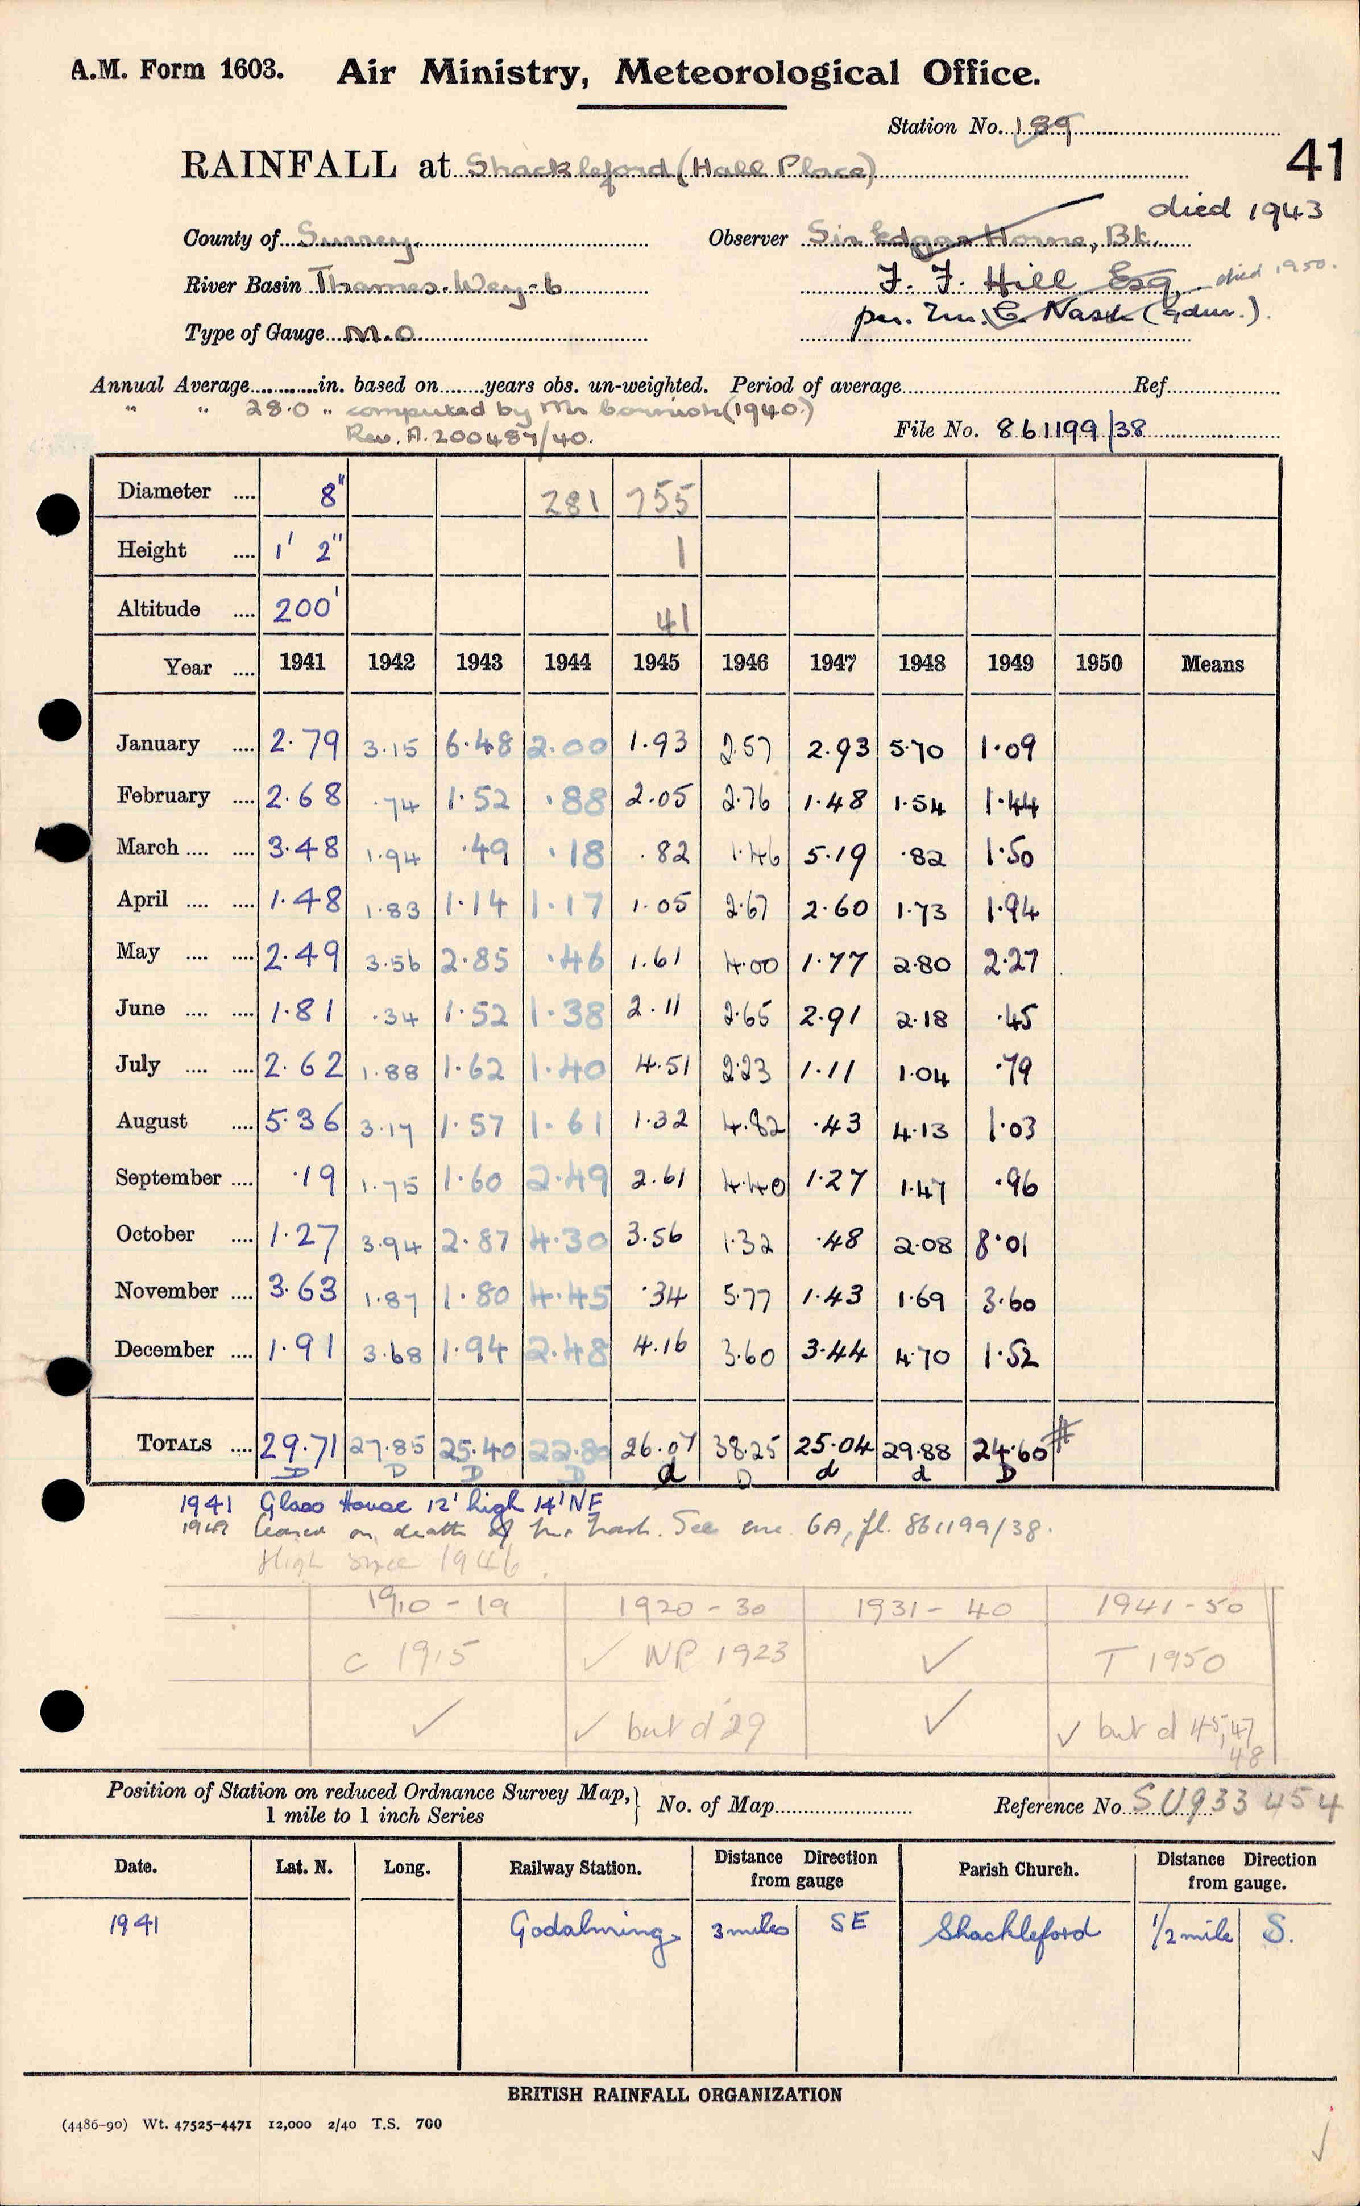 A.M. Form 1603. Air Ministry, Meteorological Office.
Station No. 189
41
RAINFALL at Shackleford (Hall Place)
died 1943
County of Surrey. Observer Sir Edgar Horne, Bt.
River Basin Thames-Wey-6 F. F. Hill Esq. died 1950.
Type of Gauge M.O per. Mr. C. Nash (gdnr.).
Annual Average............in. based on.......years obs. un-weighted. Period of average Ref
" " 28.0 " computed by Mr Cornish (1940.)
Rev. A.200487/40. File No. 861199/38
Diameter .... 8" 281 755
Height .... 1' 2" 1
Altitude .... 200' 41
Year .... 1941 1942 1943 1944 1945 1946 1947 1948 1949 1950 Means
January .... 2.79 3.15 6.48 2.00 1.93 2.57 2.93 5.70 1.09
February .... 2.68 .74 1.52 .88 2.05 2.76 1.48 1.54 1.44
March .... .... 3.48 1.94 .49 .18 .82 1.46 5.19 .82 1.50
April .... .... 1.48 1.83 1.14 1.17 1.05 2.67 2.60 1.73 1.94
May .... .... 2.49 3.56 2.85 .46 1.61 4.00 1.77 2.80 2.27
June .... .... 1.81 .34 1.52 1.38 2.11 2.65 2.91 2.18 .45
July .... .... 2.62 1.88 1.62 1.40 4.51 2.23 1.11 1.04 .79
August .... 5.36 3.17 1.57 1.61 1.32 4.82 .43 4.13 1.03
September .... .19 1.75 1.60 2.49 2.61 4.40 1.27 1.47 .96
October .... 1.27 3.94 2.87 4.30 3.56 1.32 .48 2.08 8.01
November .... 3.63 1.87 1.80 4.45 .34 5.77 1.43 1.69 3.60
December .... 1.91 3.68 1.94 2.48 4.16 3.60 3.44 4.70 1.52
TOTALS .... 29.71 27.85 25.40 22.80 26.07 38.25 25.04 29.88 24.60 #
D D D D d D d d D
1941 Glass House 12' high 14' NE
1949 Ceased on death of Mr Nash. See enc. 6A, fl. 861199/38.
High since 1946.
1910 - 19 1920 - 30 1931 - 40 1941 - 50
c 1915 ✓ NP 1923 ✓ T 1950
✓ ✓ but d '29 ✓ ✓ but d 45, 47
48
Position of Station on reduced Ordnance Survey Map, 1 mile to 1 inch Series } No. of Map Reference No. SU933 454
Date. Lat. N. Long. Railway Station. Distance Direction from gauge Parish Church. Distance Direction from gauge.
1941 Godalming 3 miles SE Shackleford 1/2 mile S.
BRITISH RAINFALL ORGANIZATION
(4486-90) Wt. 47525-4471 12,000 2/40 T.S. 700
✓